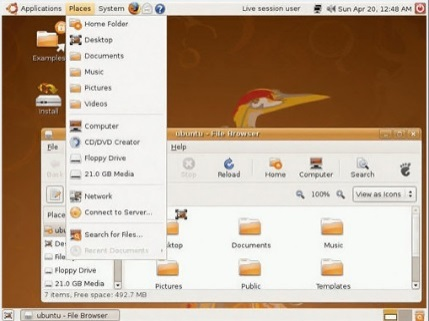 Applications Places System Live session user Sun Apr 20, 12:48 AM
Home Folder
Desktop
Documents
Music
Pictures
Videos
Computer
CD/DVD Creator
Floppy Drive
21.0 GB Media
Network
Connect to Server...
Search for Files...
Recent Documents
Examples
Install
ubuntu - File Browser
File Help
Back Stop Reload Home Computer Search
100% View as Icons
Places
ubu
De
File
Floppy Drive
21.0 GB Media
ktop Documents Music
Pictures Public Templates
7 items, Free space: 492.7 MB
ubuntu - File Browser